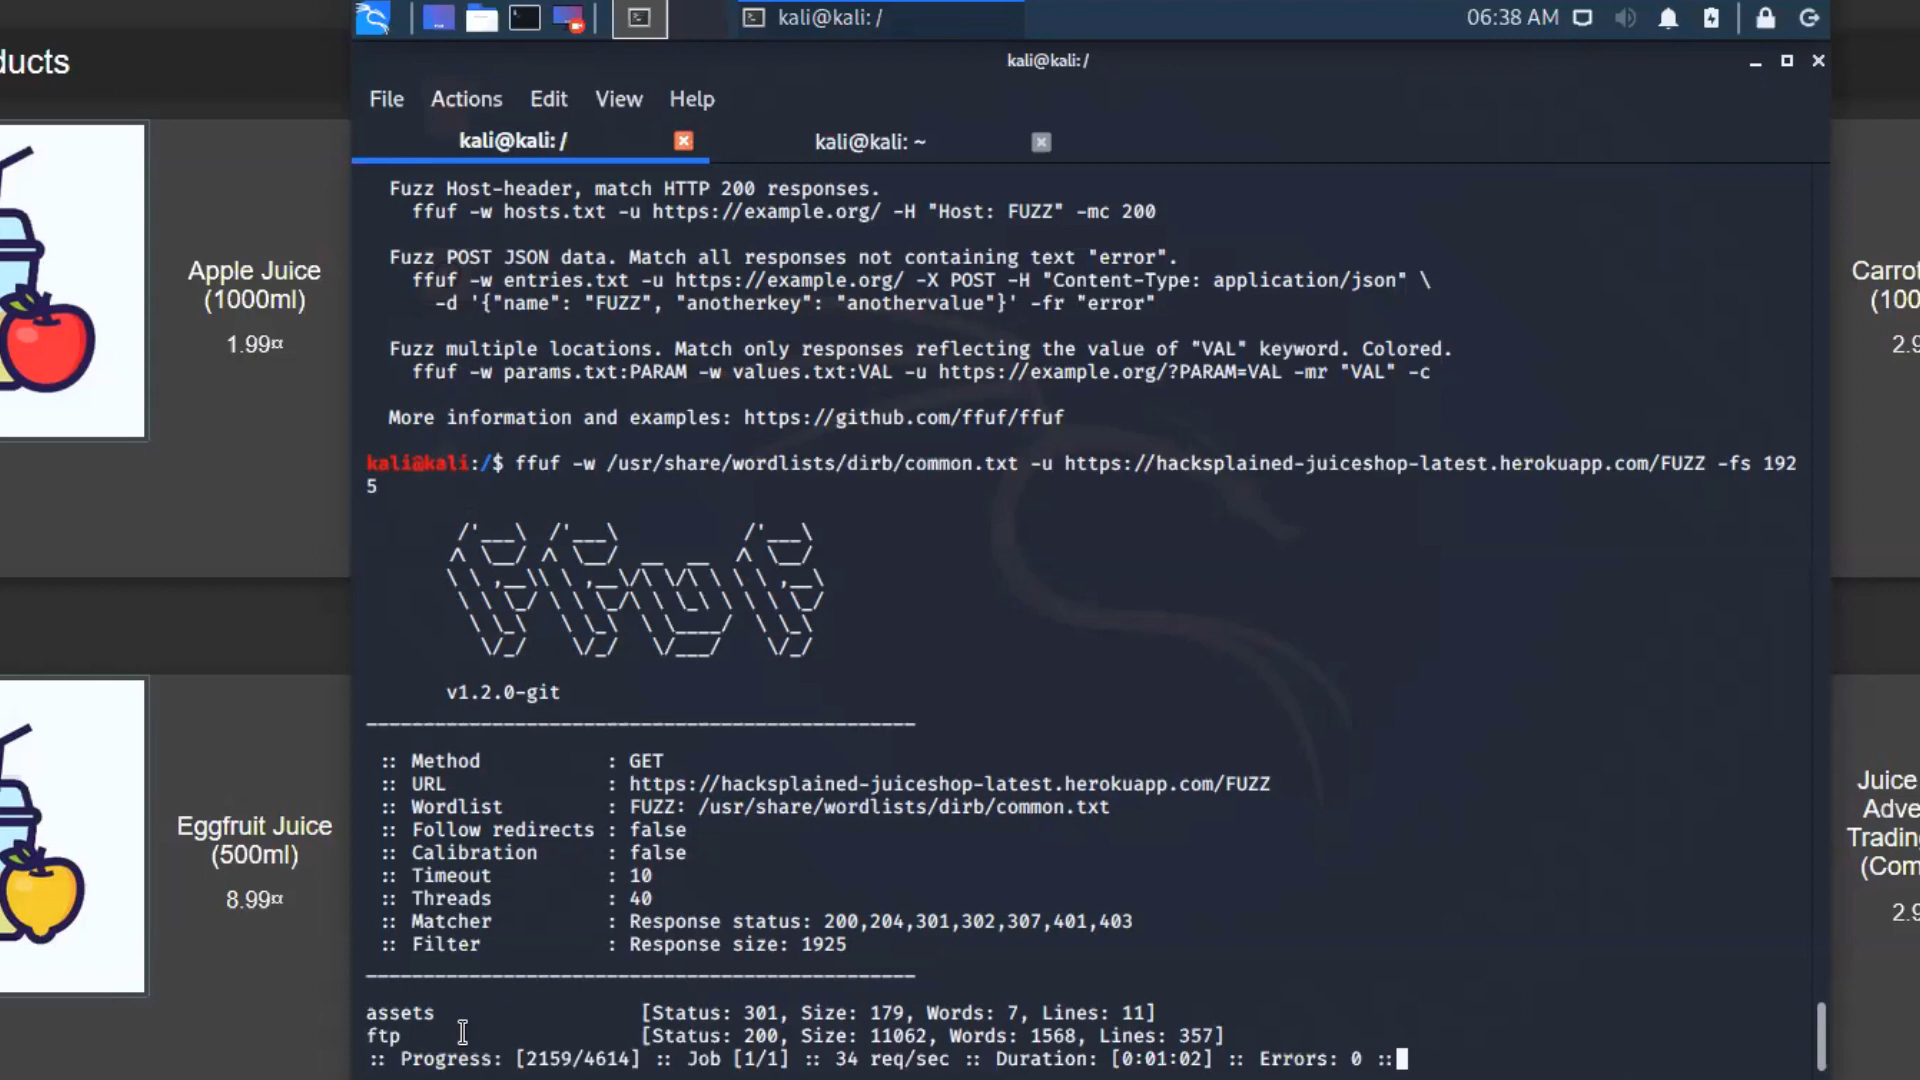 kali@kali: /
06:38 AM
kali@kali: /
ducts
File Actions Edit View Help
kali@kali: /
kali@kali: ~
Fuzz Host-header, match HTTP 200 responses.
ffuf -w hosts.txt -u https://example.org/ -H "Host: FUZZ" -mc 200
Fuzz POST JSON data. Match all responses not containing text "error".
ffuf -w entries.txt -u https://example.org/ -X POST -H "Content-Type: application/json" \
-d '{"name": "FUZZ", "anotherkey": "anothervalue"}' -fr "error"
Fuzz multiple locations. Match only responses reflecting the value of "VAL" keyword. Colored.
ffuf -w params.txt:PARAM -w values.txt:VAL -u https://example.org/?PARAM=VAL -mr "VAL" -c
More information and examples: https://github.com/ffuf/ffuf
kali@kali:/$ ffuf -w /usr/share/wordlists/dirb/common.txt -u https://hacksplained-juiceshop-latest.herokuapp.com/FUZZ -fs 192
5
v1.2.0-git
:: Method : GET
:: URL : https://hacksplained-juiceshop-latest.herokuapp.com/FUZZ
:: Wordlist : FUZZ: /usr/share/wordlists/dirb/common.txt
:: Follow redirects : false
:: Calibration : false
:: Timeout : 10
:: Threads : 40
:: Matcher : Response status: 200,204,301,302,307,401,403
:: Filter : Response size: 1925
assets [Status: 301, Size: 179, Words: 7, Lines: 11]
ftp [Status: 200, Size: 11062, Words: 1568, Lines: 357]
:: Progress: [2159/4614] :: Job [1/1] :: 34 req/sec :: Duration: [0:01:02] :: Errors: 0 ::
Apple Juice
(1000ml)
1.99¤
Eggfruit Juice
(500ml)
8.99¤
Carrot
(100
2.9
Juice
Adve
Trading
(Com
2.9